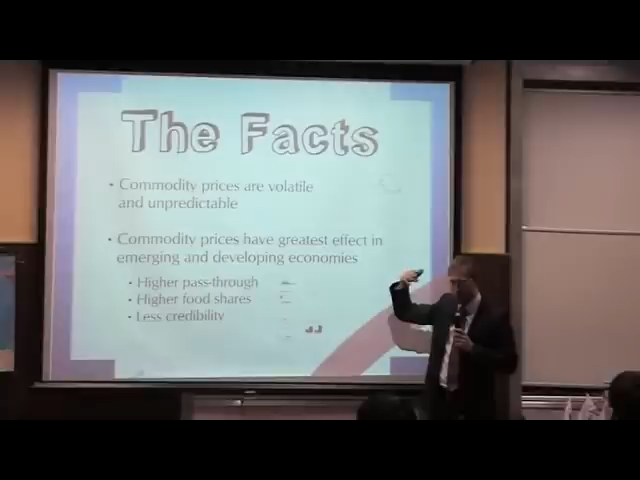 The Facts
• Commodity prices are volatile
and unpredictable
• Commodity prices have greatest effect in
emerging and developing economies
• Higher pass-through
• Higher food shares
• Less credibility